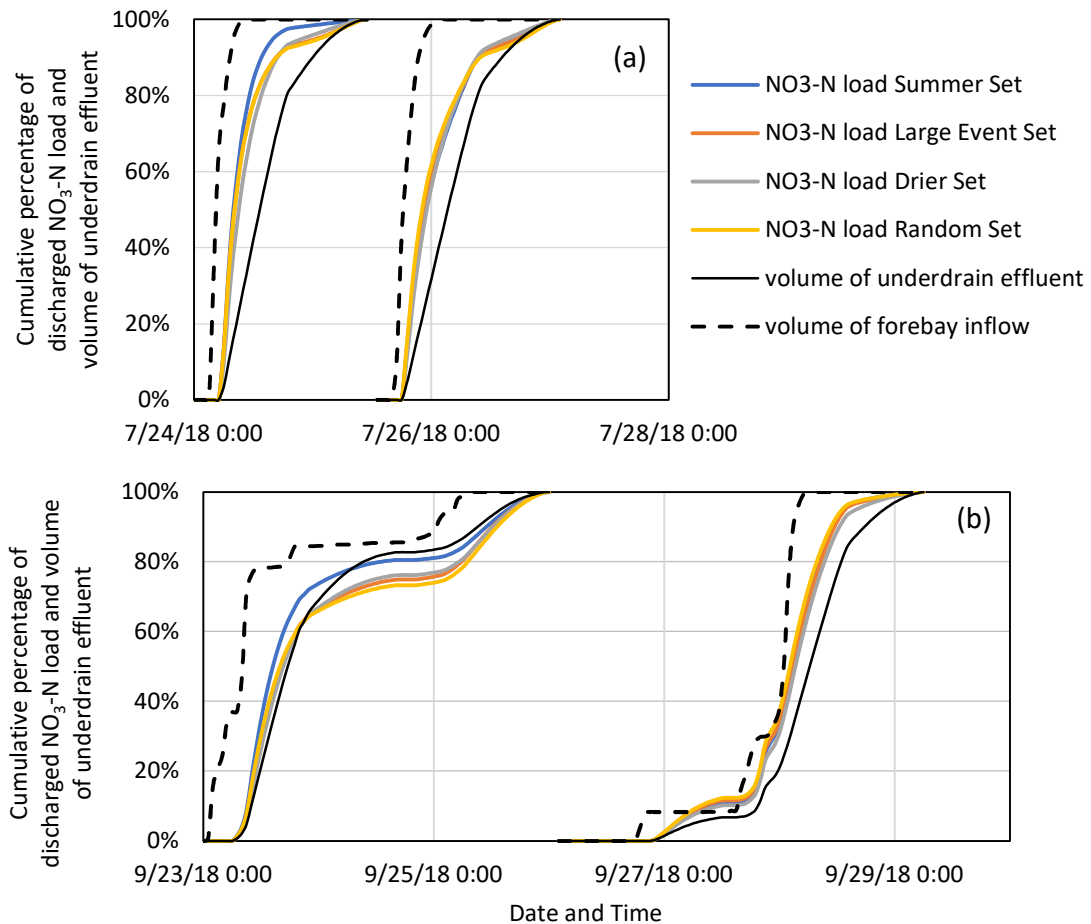 Cumulative percentage of
discharged NO₃-N load and
volume of underdrain effluent
100%
80%
60%
40%
20%
0%
(a)
7/24/18 0:00
7/26/18 0:00
7/28/18 0:00
NO3-N load Summer Set
NO3-N load Large Event Set
NO3-N load Drier Set
NO3-N load Random Set
volume of underdrain effluent
volume of forebay inflow
Cumulative percentage of
discharged NO₃-N load and volume
of underdrain effluent
100%
80%
60%
40%
20%
0%
(b)
9/23/18 0:00
9/25/18 0:00
9/27/18 0:00
9/29/18 0:00
Date and Time